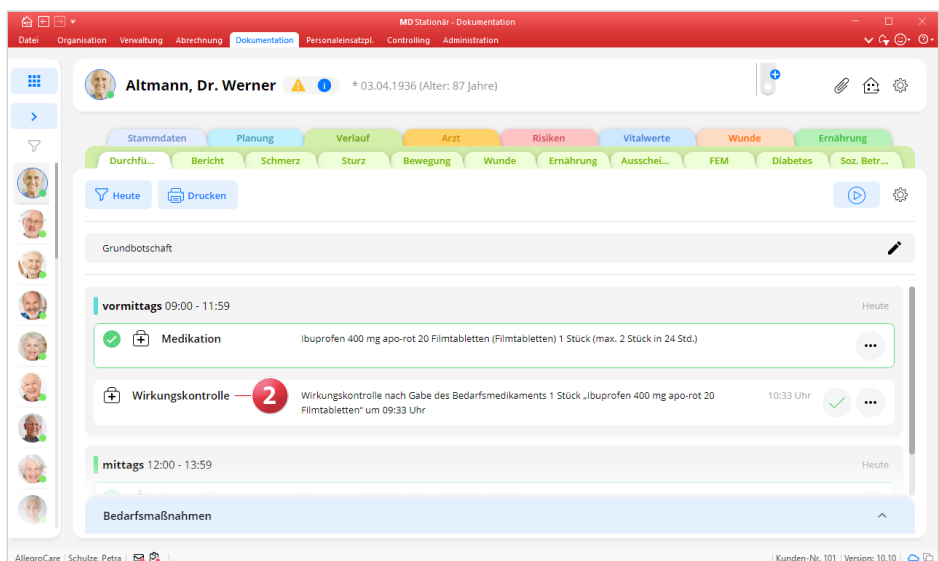 MD Stationär - Dokumentation
Datei Organisation Verwaltung Abrechnung Dokumentation Personaleinsatzpl. Controlling Administration
Altmann, Dr. Werner * 03.04.1936 (Alter: 87 Jahre)
Stammdaten Planung Verlauf Arzt Risiken Vitalwerte Wunde Ernährung
Durchfü... Bericht Schmerz Sturz Bewegung Wunde Ernährung Ausschei... FEM Diabetes Soz. Betr...
Heute Drucken
Grundbotschaft
vormittags 09:00 - 11:59 Heute
Medikation Ibuprofen 400 mg apo-rot 20 Filmtabletten (Filmtabletten) 1 Stück (max. 2 Stück in 24 Std.)
Wirkungskontrolle 2 Wirkungskontrolle nach Gabe des Bedarfsmedikaments 1 Stück „Ibuprofen 400 mg apo-rot 20 10:33 Uhr
Filmtabletten“ um 09:33 Uhr
mittags 12:00 - 13:59 Heute
Bedarfsmaßnahmen
AllegroCare Schulze, Petra Kunden-Nr. 101 Version: 10.10